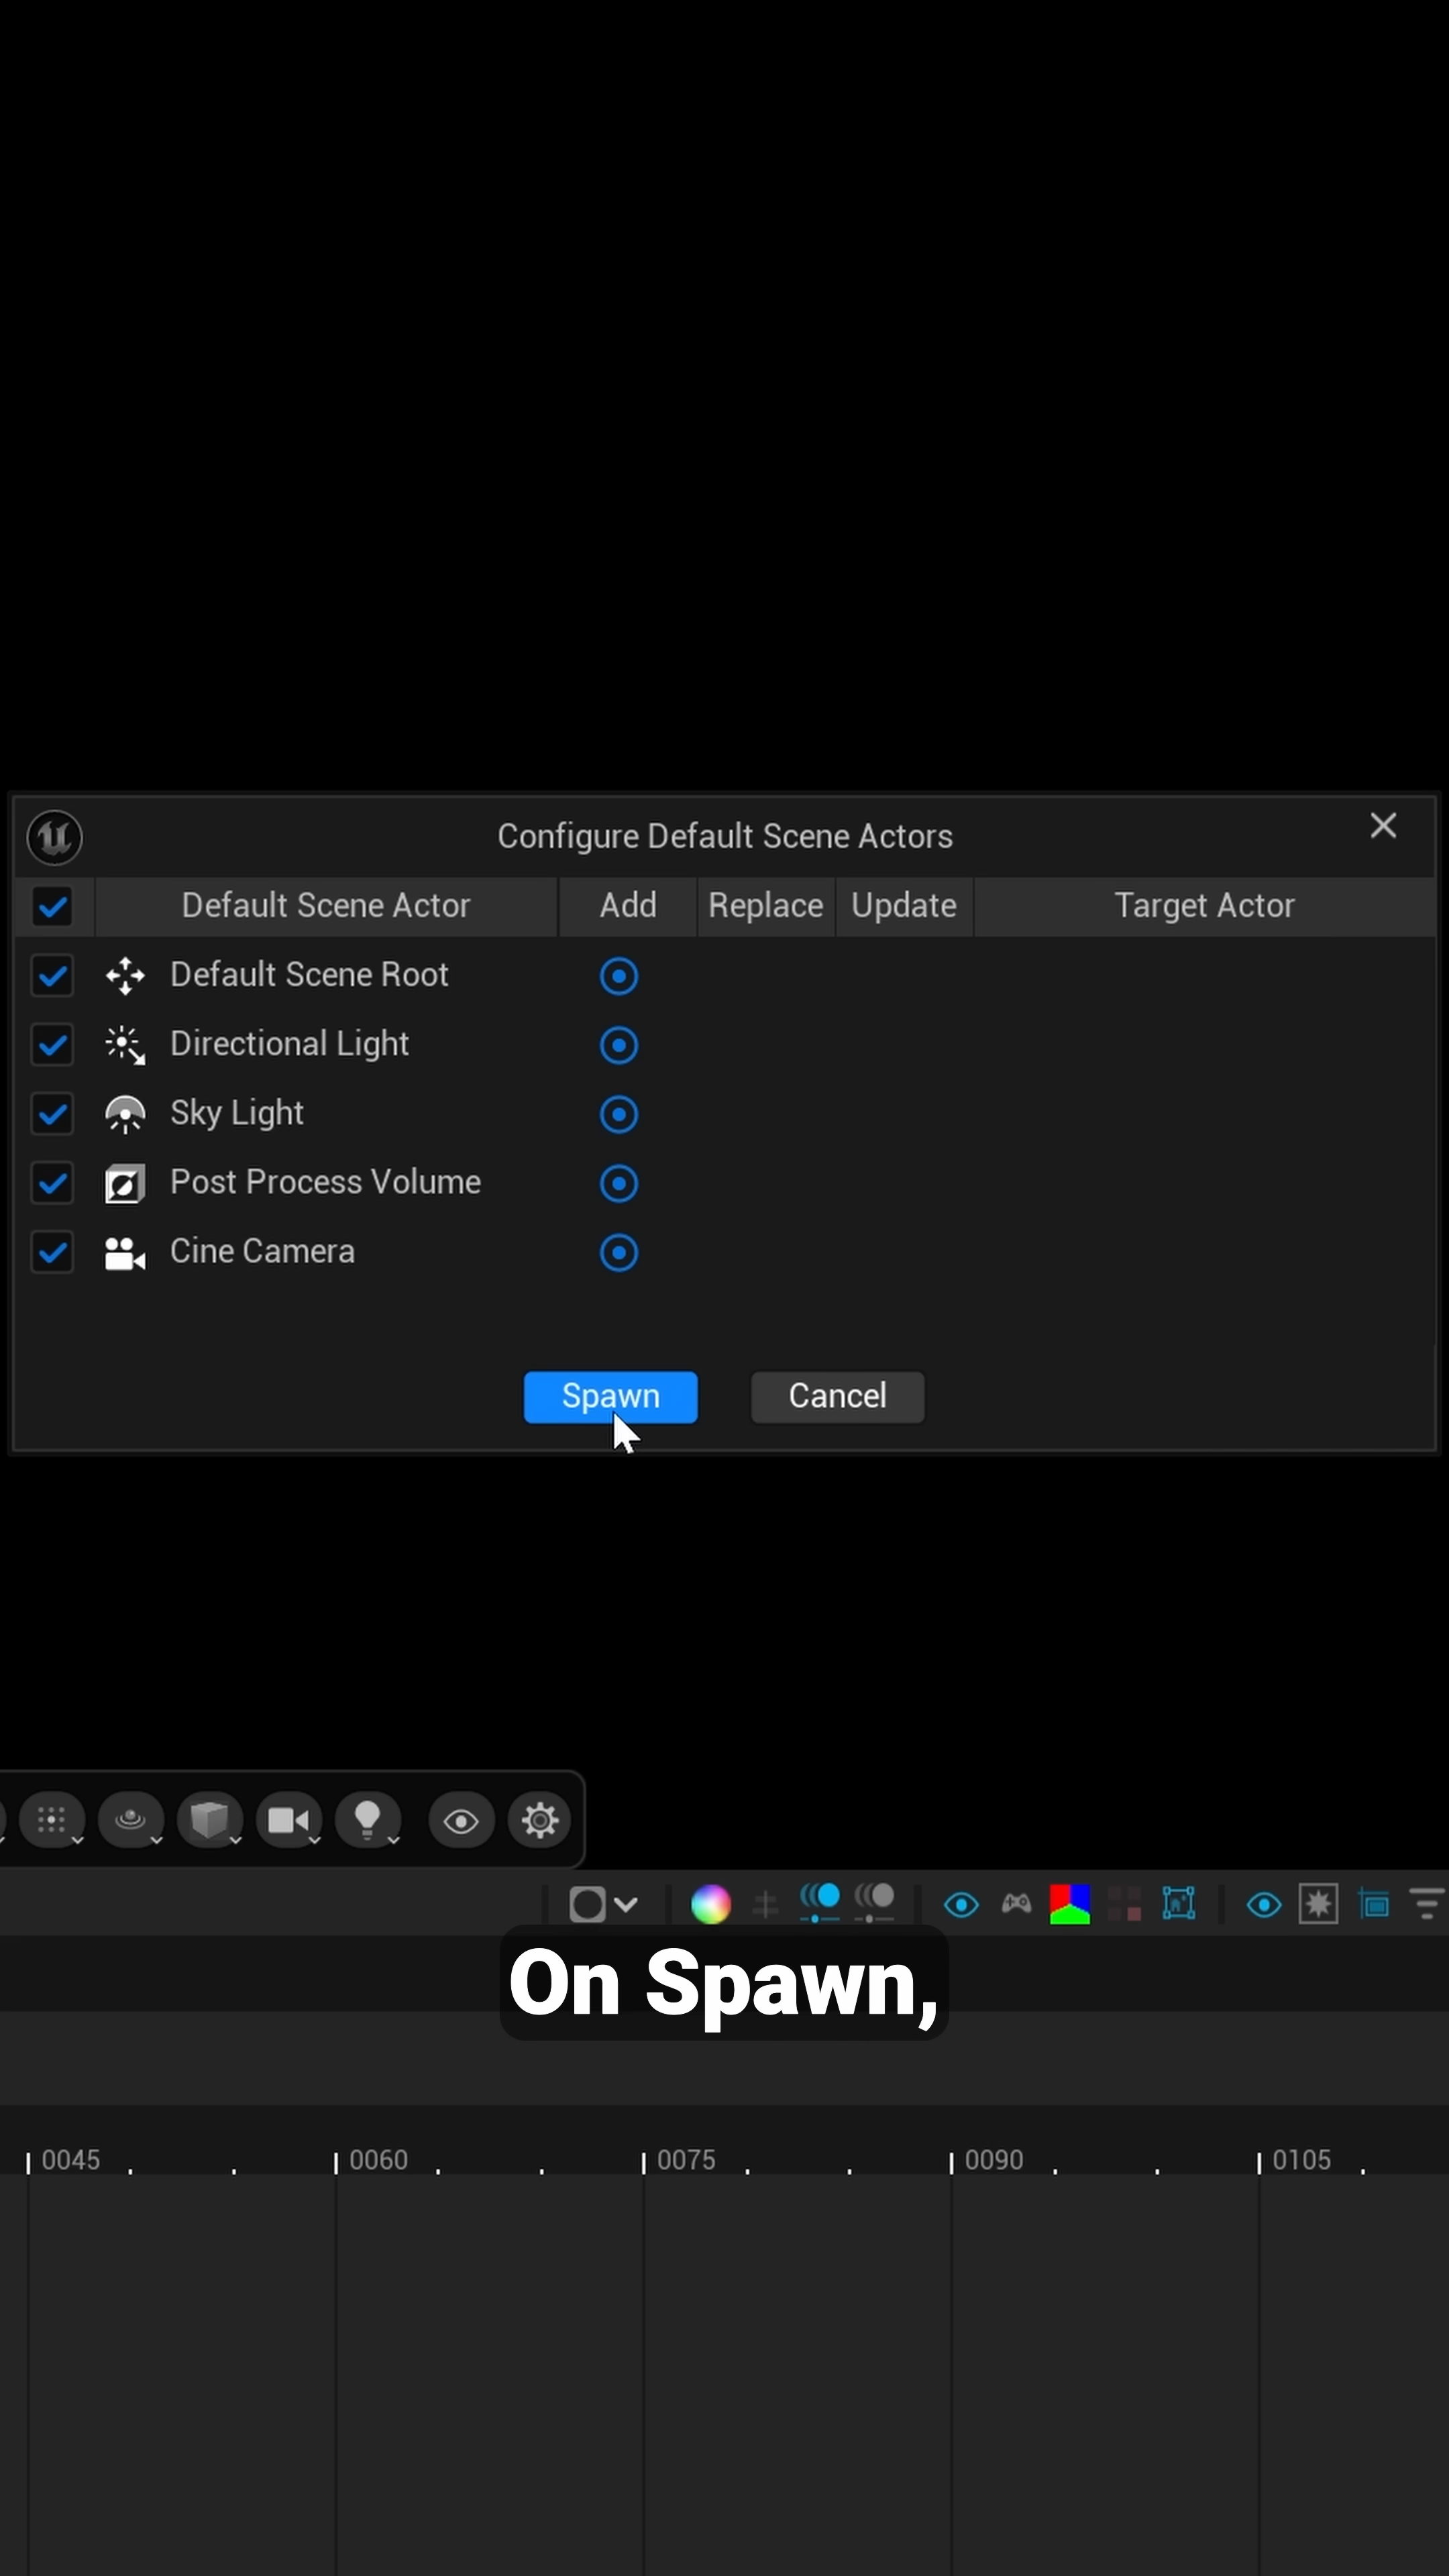 Configure Default Scene Actors
Default Scene Actor Add Replace Update Target Actor
Default Scene Root
Directional Light
Sky Light
Post Process Volume
Cine Camera
Spawn Cancel
On Spawn,
0045 0060 0075 0090 0105